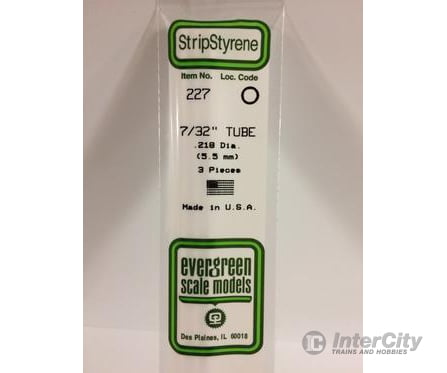 StripStyrene
Item No. Loc. Code
227
7/32" TUBE
.218 Dia.
(5.5 mm)
3 Pieces
Made in U.S.A.
evergreen
scale models
Des Plaines, IL 60018
InterCity
TRAINS AND HOBBIES